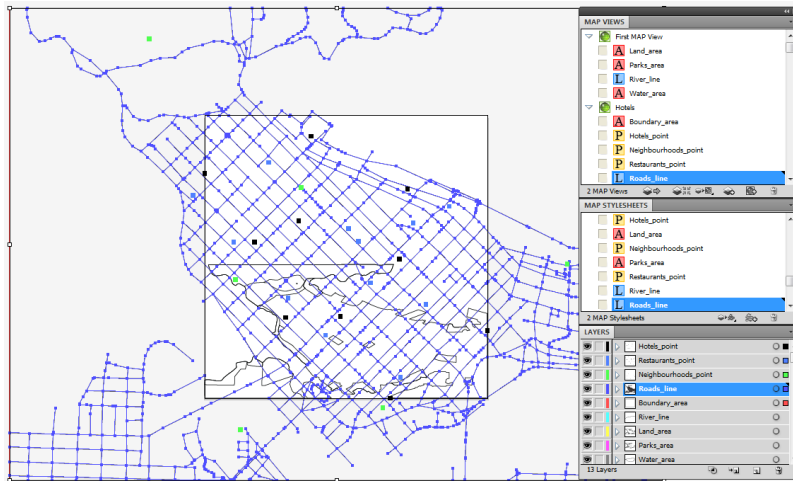 MAP VIEWS
First MAP View
A Land_area
A Parks_area
L River_line
A Water_area
Hotels
A Boundary_area
P Hotels_point
P Neighbourhoods_point
P Restaurants_point
L Roads_line
2 MAP Views
MAP STYLESHEETS
P Hotels_point
A Land_area
P Neighbourhoods_point
A Parks_area
P Restaurants_point
L River_line
L Roads_line
2 MAP Stylesheets
LAYERS
Hotels_point
Restaurants_point
Neighbourhoods_point
Roads_line
Boundary_area
River_line
Land_area
Parks_area
Water_area
13 Layers